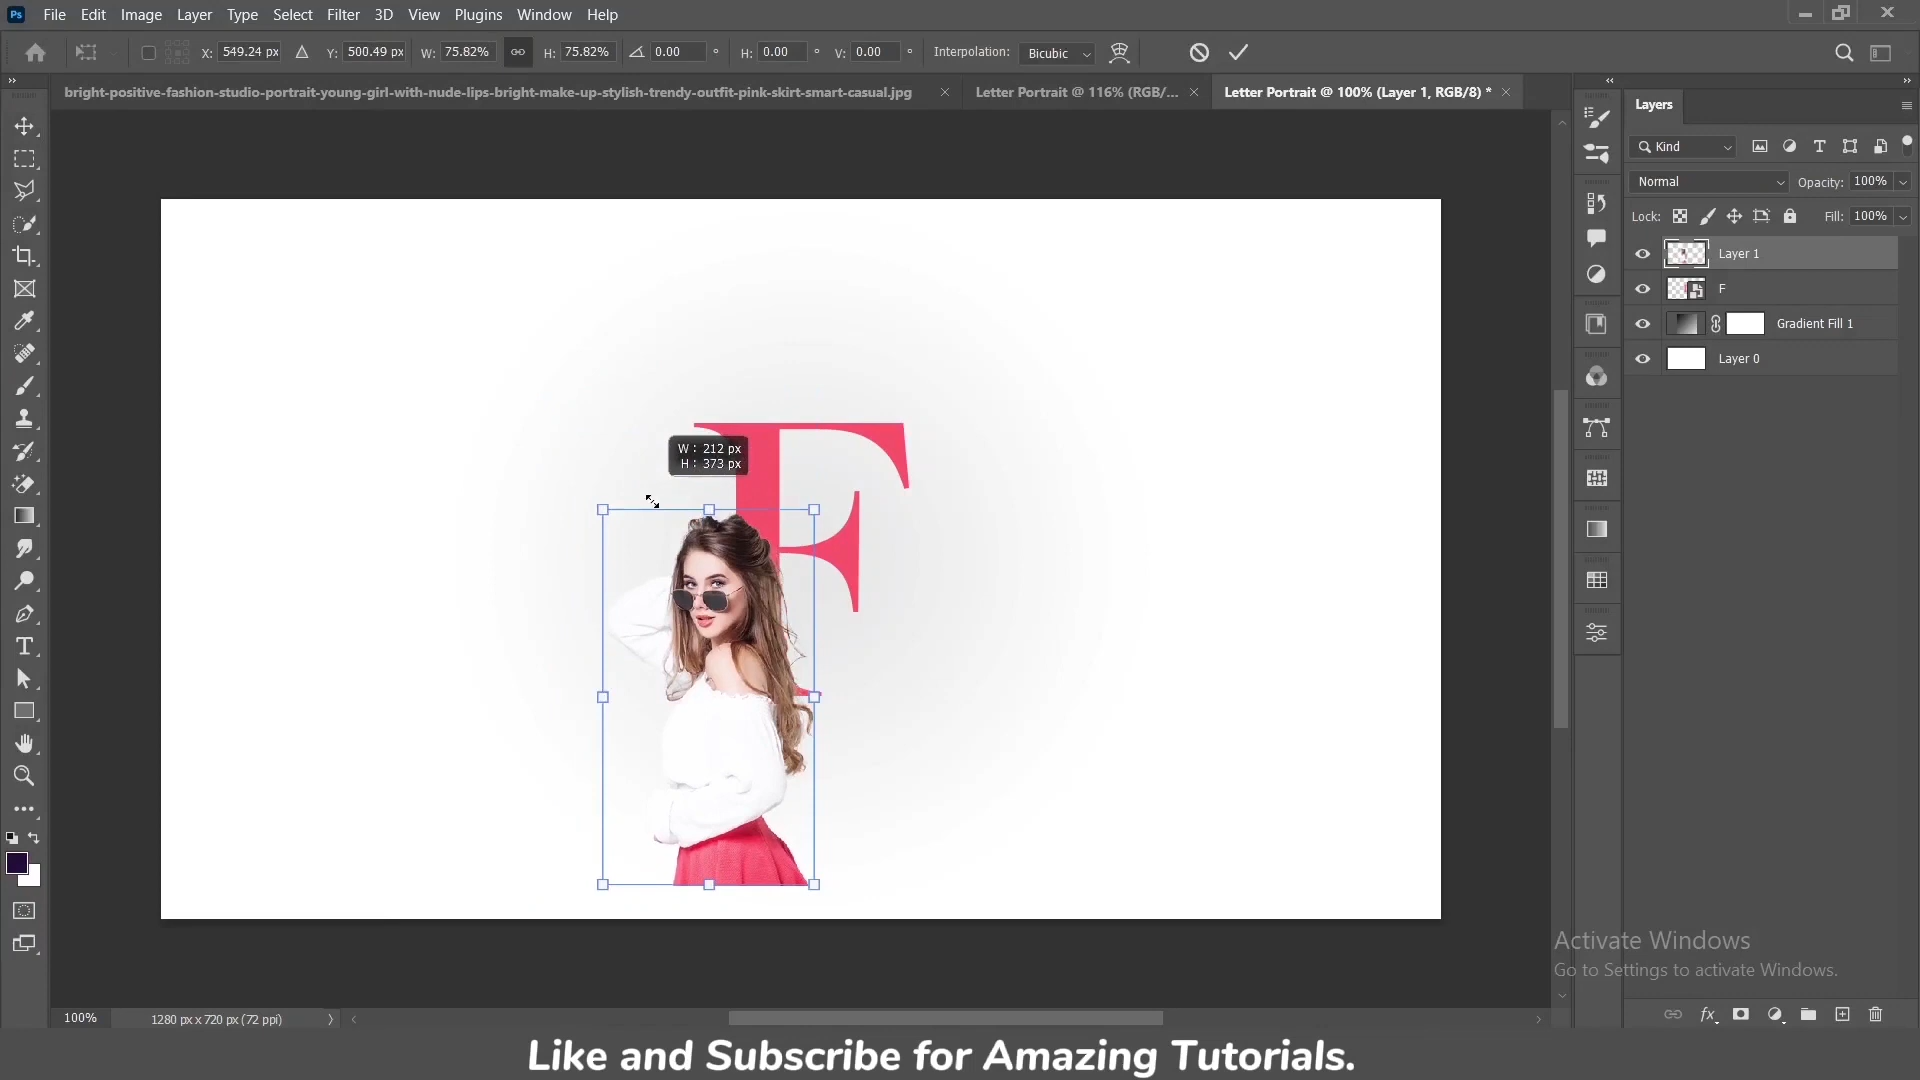 Ps File Edit Image Layer Type Select Filter 3D View Plugins Window Help
X: 549.24 px Y: 500.49 px W: 75.82% H: 75.82% 0.00 ° H: 0.00 ° V: 0.00 ° Interpolation: Bicubic
bright-positive-fashion-studio-portrait-young-girl-with-nude-lips-bright-make-up-stylish-trendy-outfit-pink-skirt-smart-casual.jpg × Letter Portrait @ 116% (RGB/... × Letter Portrait @ 100% (Layer 1, RGB/8) * ×
Layers
Kind
Normal Opacity: 100%
Lock: Fill: 100%
Layer 1
F
Gradient Fill 1
Layer 0
F
W: 212 px
H: 373 px
Activate Windows
Go to Settings to activate Windows.
100% 1280 px x 720 px (72 ppi)
fx
Like and Subscribe for Amazing Tutorials.